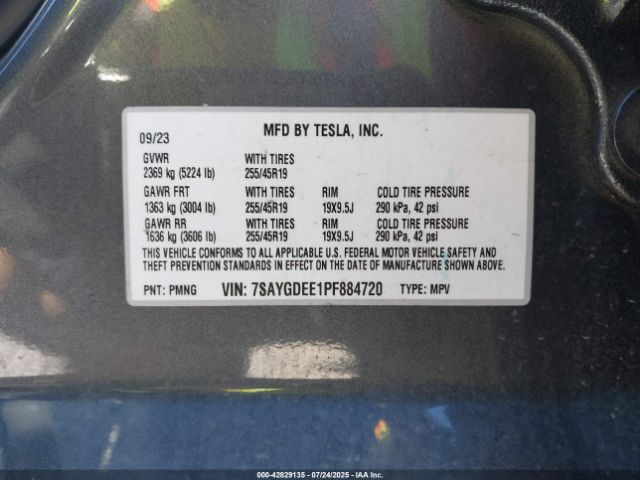 MFD BY TESLA, INC.
09/23
GVWR WITH TIRES
2369 kg (5224 lb) 255/45R19
GAWR FRT WITH TIRES RIM COLD TIRE PRESSURE
1363 kg (3004 lb) 255/45R19 19X9.5J 290 kPa, 42 psi
GAWR RR WITH TIRES RIM COLD TIRE PRESSURE
1636 kg (3606 lb) 255/45R19 19X9.5J 290 kPa, 42 psi
THIS VEHICLE CONFORMS TO ALL APPLICABLE U.S. FEDERAL MOTOR VEHICLE SAFETY AND
THEFT PREVENTION STANDARDS IN EFFECT ON THE DATE OF MANUFACTURE SHOWN ABOVE.
PNT: PMNG VIN: 7SAYGDEE1PF884720 TYPE: MPV
000-42829135 - 07/24/2025 - IAA Inc.